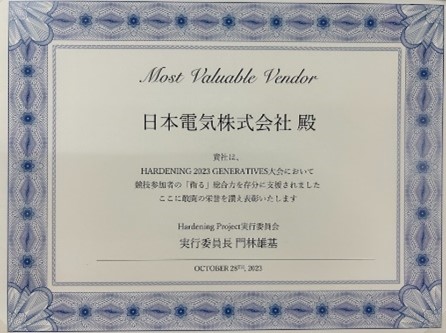 Most Valuable Vendor
日本電気株式会社 殿
貴社は、
HARDENING 2023 GENERATIVES大会において
競技参加者の「衛る」総合力を存分に支援されました
ここに敢闘の栄誉を讃え表彰いたします
Hardening Project実行委員会
実行委員長 門林雄基
OCTOBER 28TH, 2023